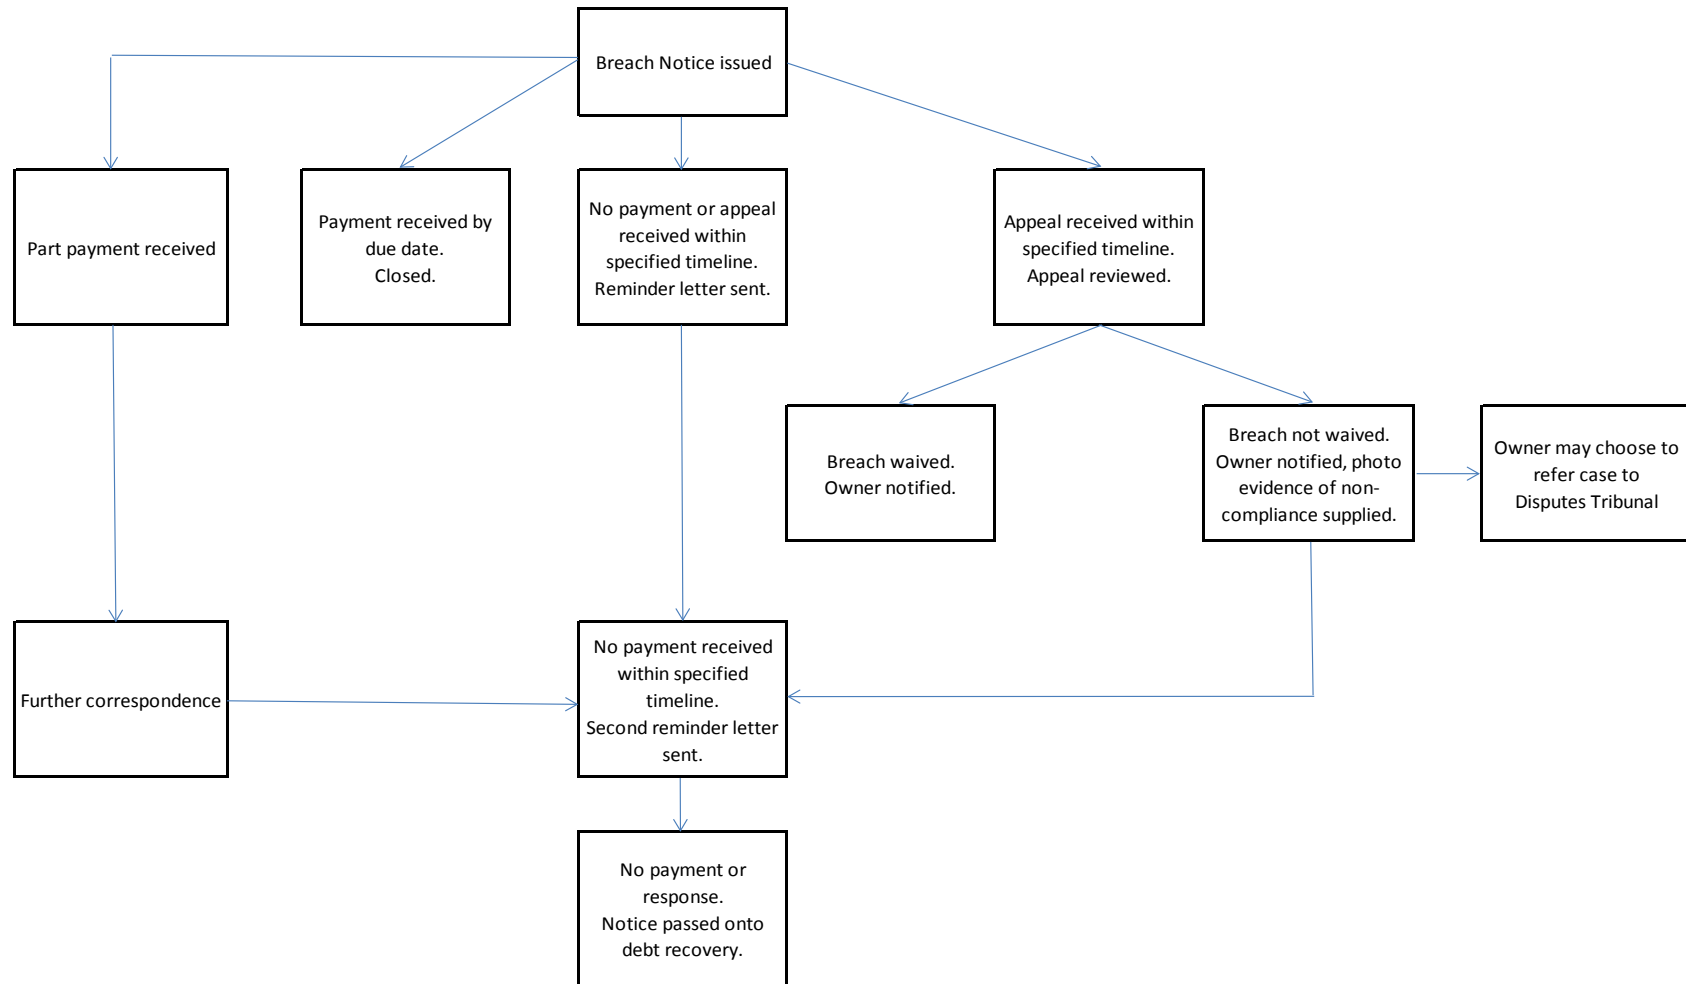 Breach Notice issued
Part payment received
Payment received by
due date.
Closed.
No payment or appeal
received within
specified timeline.
Reminder letter sent.
Appeal received within
specified timeline.
Appeal reviewed.
Breach waived.
Owner notified.
Breach not waived.
Owner notified, photo
evidence of non-
compliance supplied.
Owner may choose to
refer case to
Disputes Tribunal
Further correspondence
No payment received
within specified
timeline.
Second reminder letter
sent.
No payment or
response.
Notice passed onto
debt recovery.